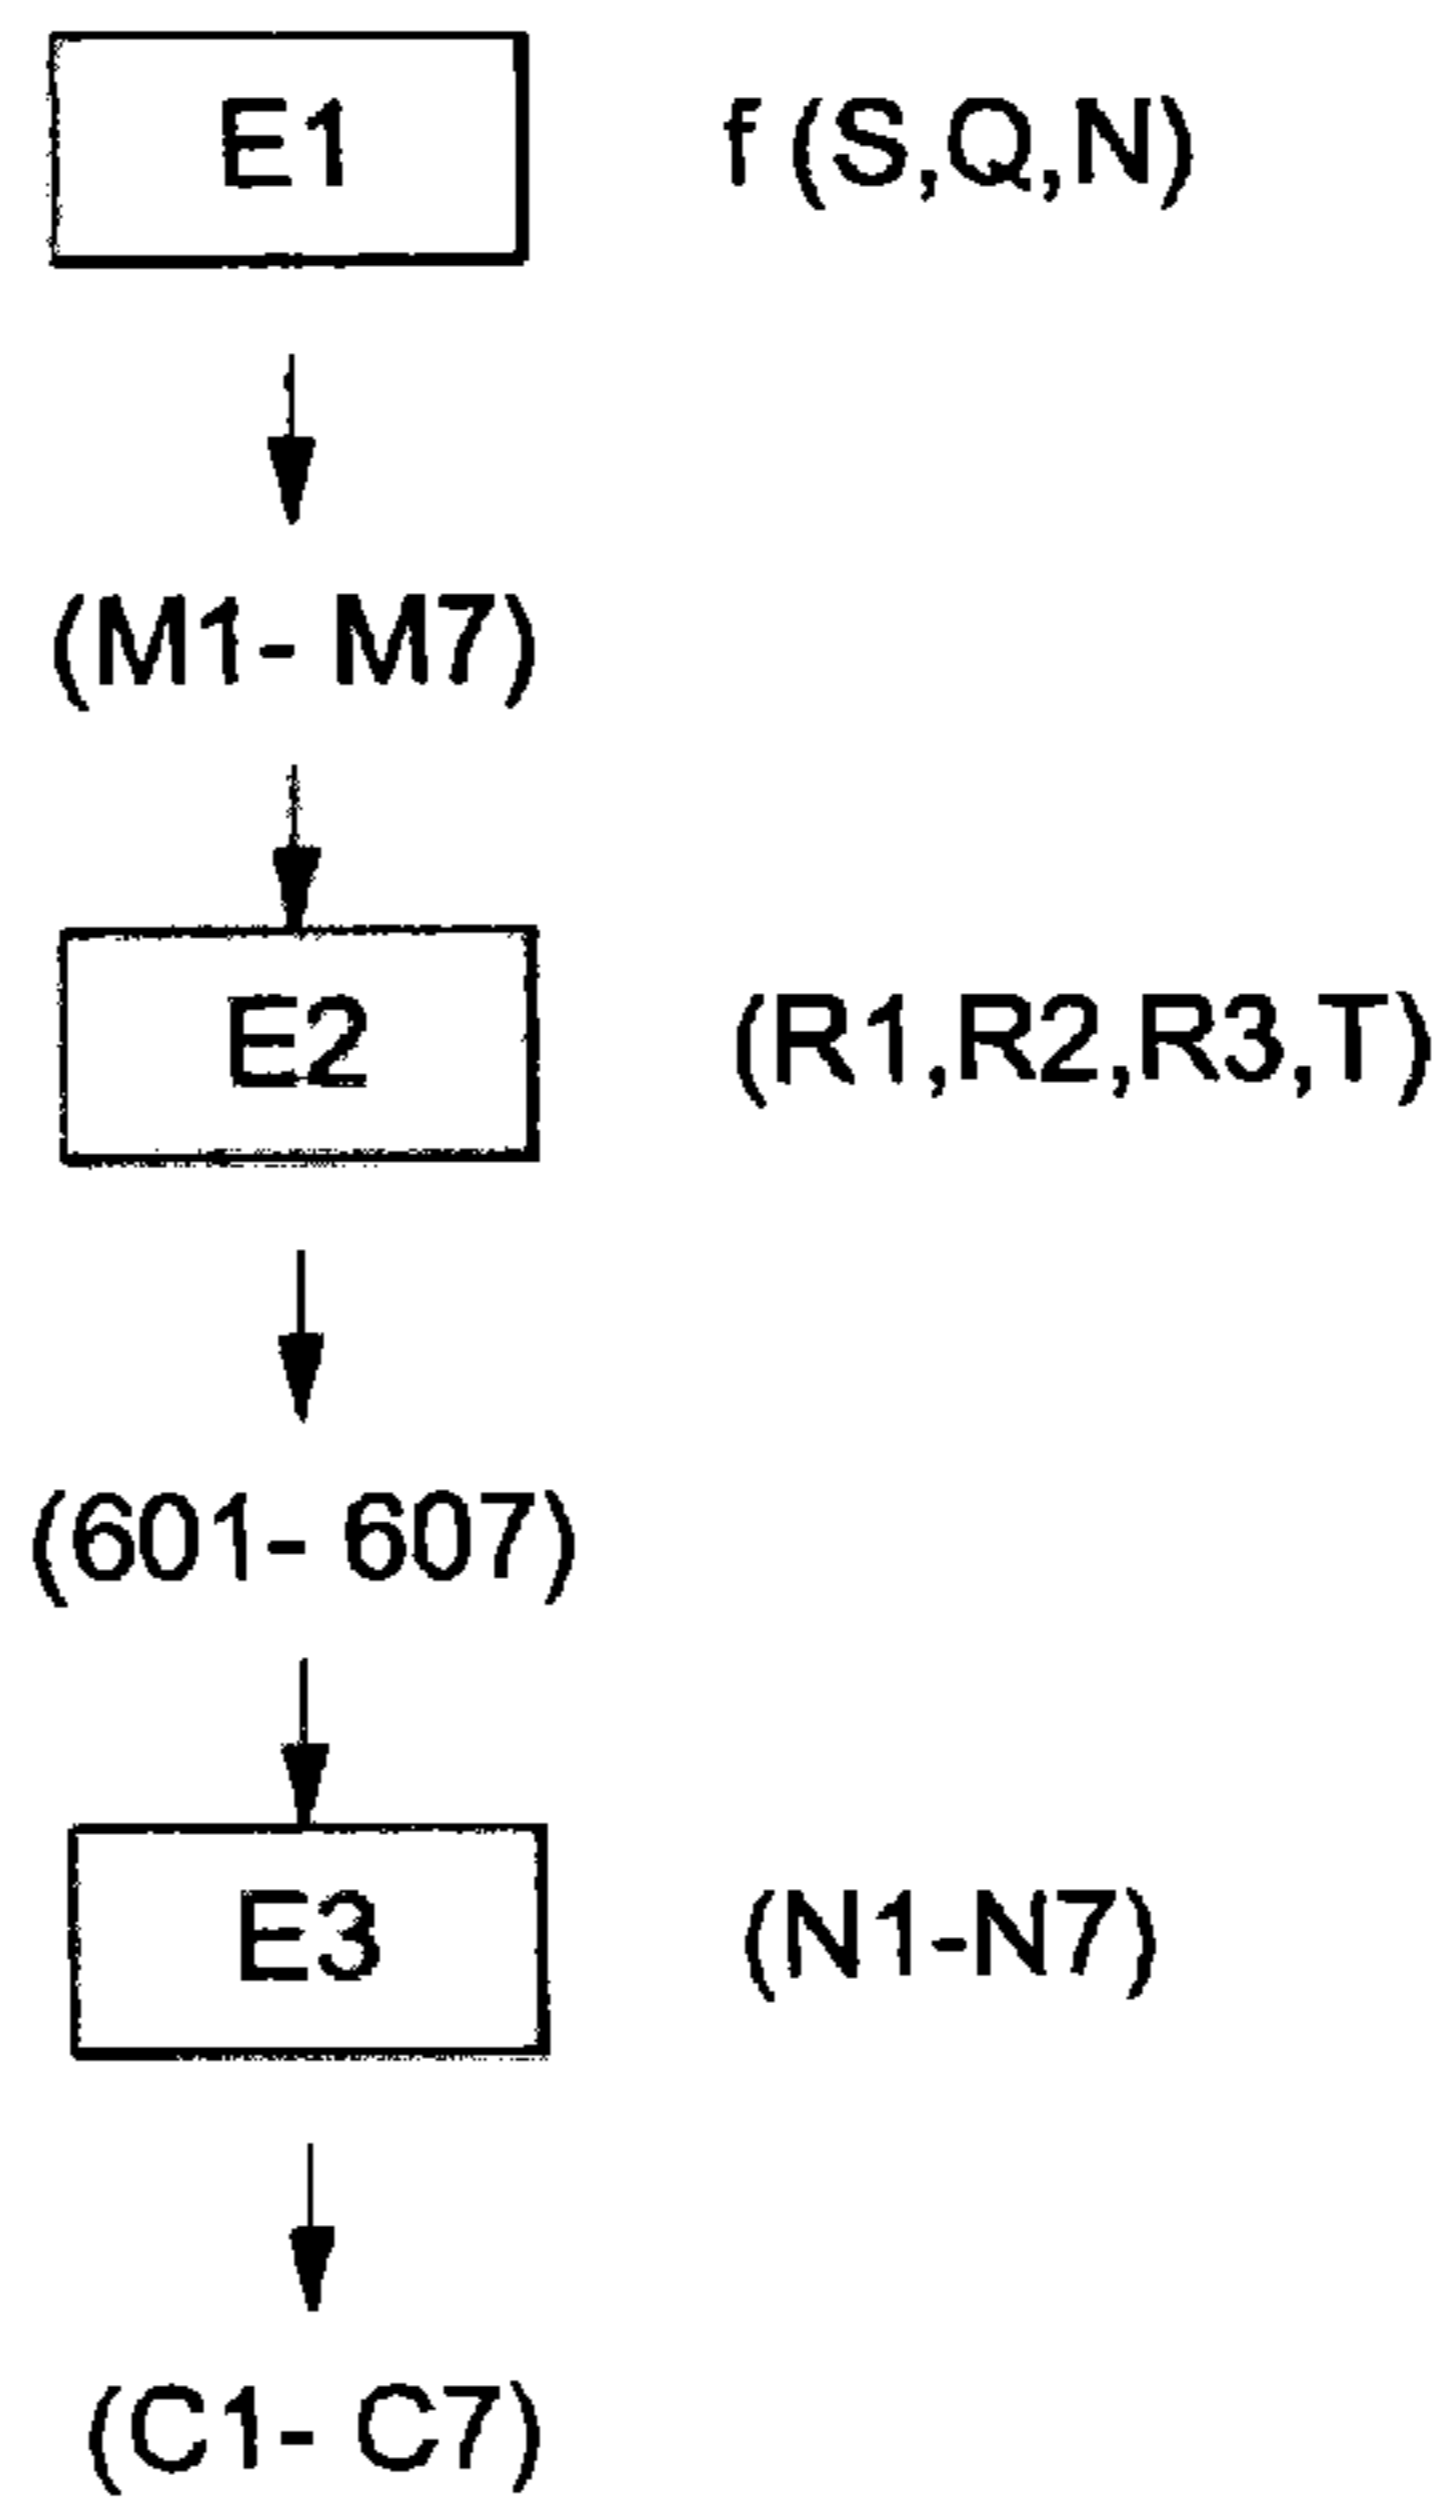 E1 f (S,Q,N)
(M1- M7)
E2 (R1,R2,R3,T)
(601- 607)
E3 (N1-N7)
(C1- C7)